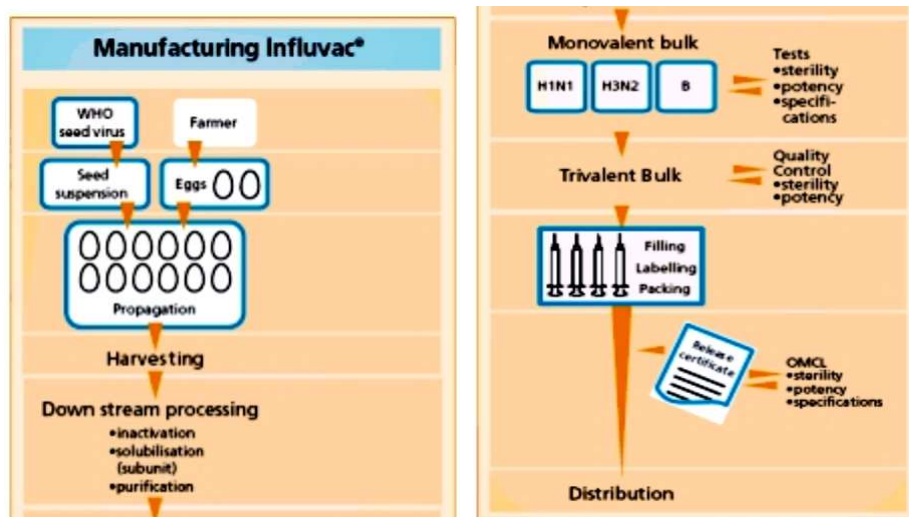 Manufacturing Influvac®
WHO
seed virus
Farmer
Seed
suspension
Eggs
Propagation
Harvesting
Down stream processing
•inactivation
•solubilisation
(subunit)
•purification
Monovalent bulk
H1N1
H3N2
B
Tests
•sterility
•potency
•specifi-
cations
Trivalent Bulk
Quality
Control
•sterility
•potency
Filling
Labelling
Packing
Release
certificate
OMCL
•sterility
•potency
•specifications
Distribution